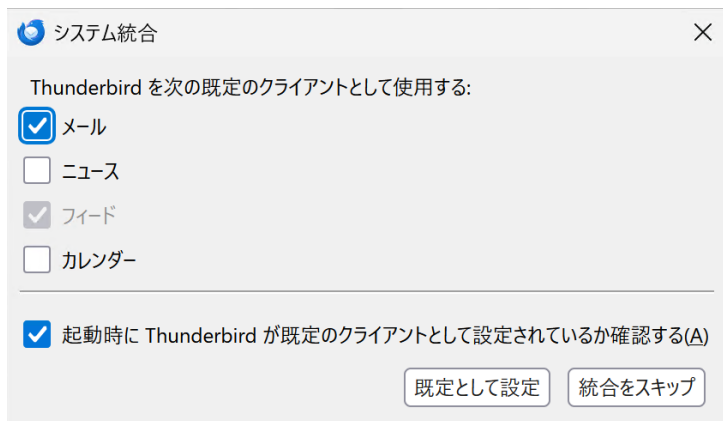 システム統合
Thunderbird を次の既定のクライアントとして使用する:
メール
ニュース
フィード
カレンダー
起動時に Thunderbird が既定のクライアントとして設定されているか確認する(A)
既定として設定
統合をスキップ